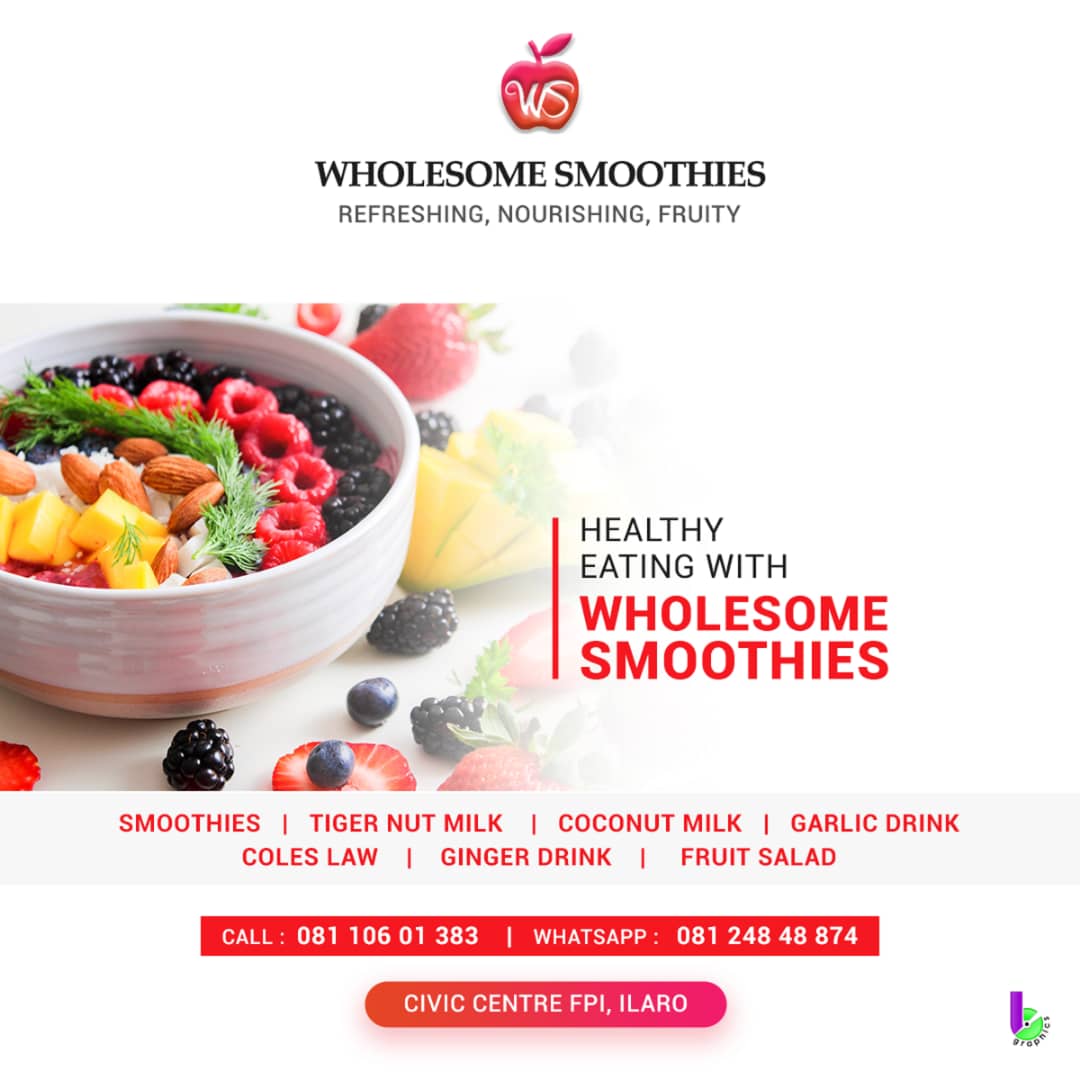 WS
WHOLESOME SMOOTHIES
REFRESHING, NOURISHING, FRUITY
HEALTHY
EATING WITH
WHOLESOME
SMOOTHIES
SMOOTHIES | TIGER NUT MILK | COCONUT MILK | GARLIC DRINK
COLES LAW | GINGER DRINK | FRUIT SALAD
CALL : 081 106 01 383 | WHATSAPP : 081 248 48 874
CIVIC CENTRE FPI, ILARO
graphics